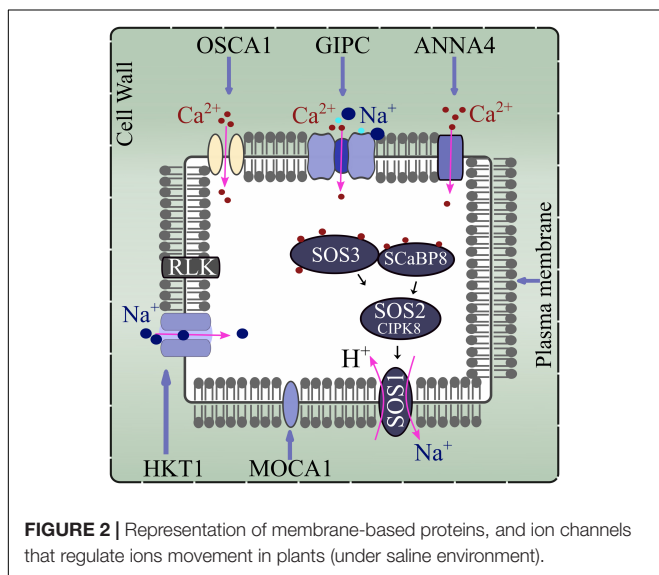 OSCA1 GIPC ANNA4
Cell Wall
Ca²⁺ Ca²⁺ Na⁺ Ca²⁺
RLK
SOS3 SCaBP8
Na⁺
SOS2
CIPK8
H⁺
SOS1
Na⁺
Plasma membrane
HKT1 MOCA1
FIGURE 2 | Representation of membrane-based proteins, and ion channels
that regulate ions movement in plants (under saline environment).